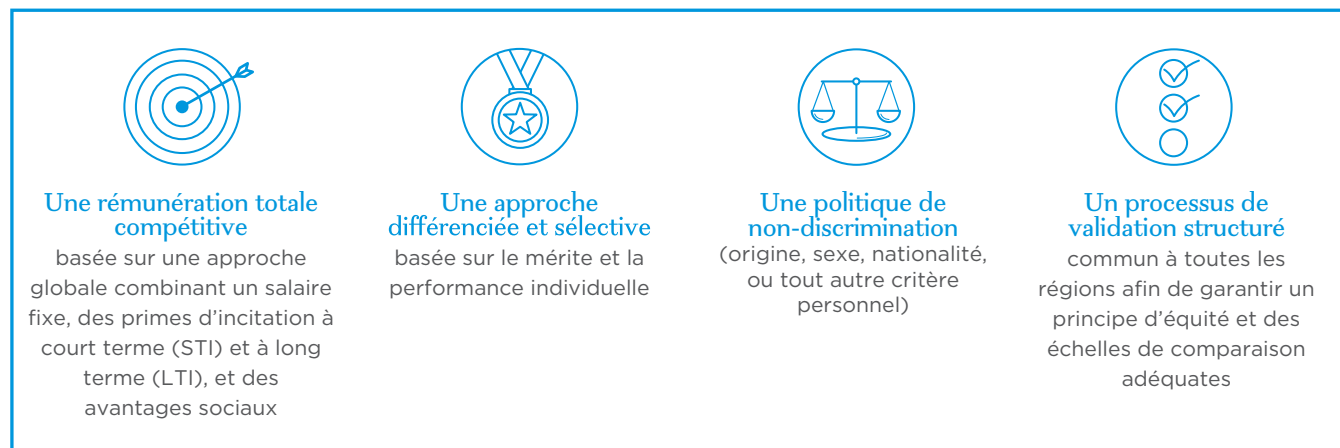 Une rémunération totale
compétitive
basée sur une approche
globale combinant un salaire
fixe, des primes d’incitation à
court terme (STI) et à long
terme (LTI), et des
avantages sociaux
Une approche
différenciée et sélective
basée sur le mérite et la
performance individuelle
Une politique de
non-discrimination
(origine, sexe, nationalité,
ou tout autre critère
personnel)
Un processus de
validation structuré
commun à toutes les
régions afin de garantir un
principe d’équité et des
échelles de comparaison
adéquates